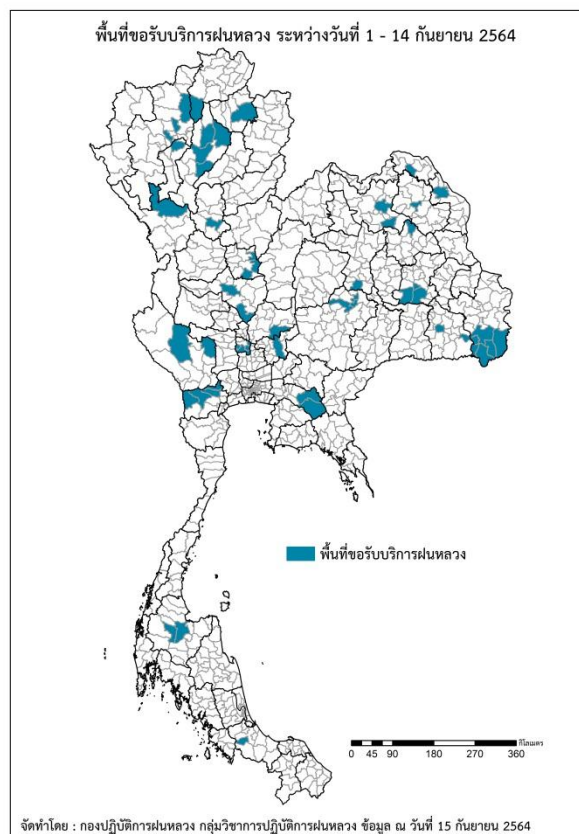 พื้นที่ขอรับบริการฝนหลวง ระหว่างวันที่ 1 - 14 กันยายน 2564
พื้นที่ขอรับบริการฝนหลวง
กิโลเมตร
0 45 90 180 270 360
จัดทำโดย : กองปฏิบัติการฝนหลวง กลุ่มวิชาการปฏิบัติการฝนหลวง ข้อมูล ณ วันที่ 15 กันยายน 2564